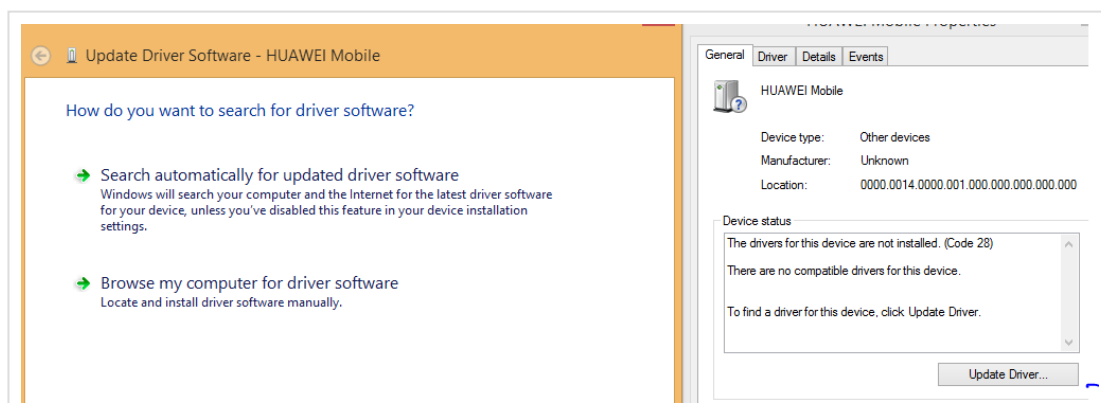 Update Driver Software - HUAWEI Mobile
How do you want to search for driver software?
Search automatically for updated driver software
Windows will search your computer and the Internet for the latest driver software
for your device, unless you've disabled this feature in your device installation
settings.
Browse my computer for driver software
Locate and install driver software manually.
HUAWEI Mobile Properties
General Driver Details Events
HUAWEI Mobile
Device type: Other devices
Manufacturer: Unknown
Location: 0000.0014.0000.001.000.000.000.000.000
Device status
The drivers for this device are not installed. (Code 28)
There are no compatible drivers for this device.
To find a driver for this device, click Update Driver.
Update Driver...